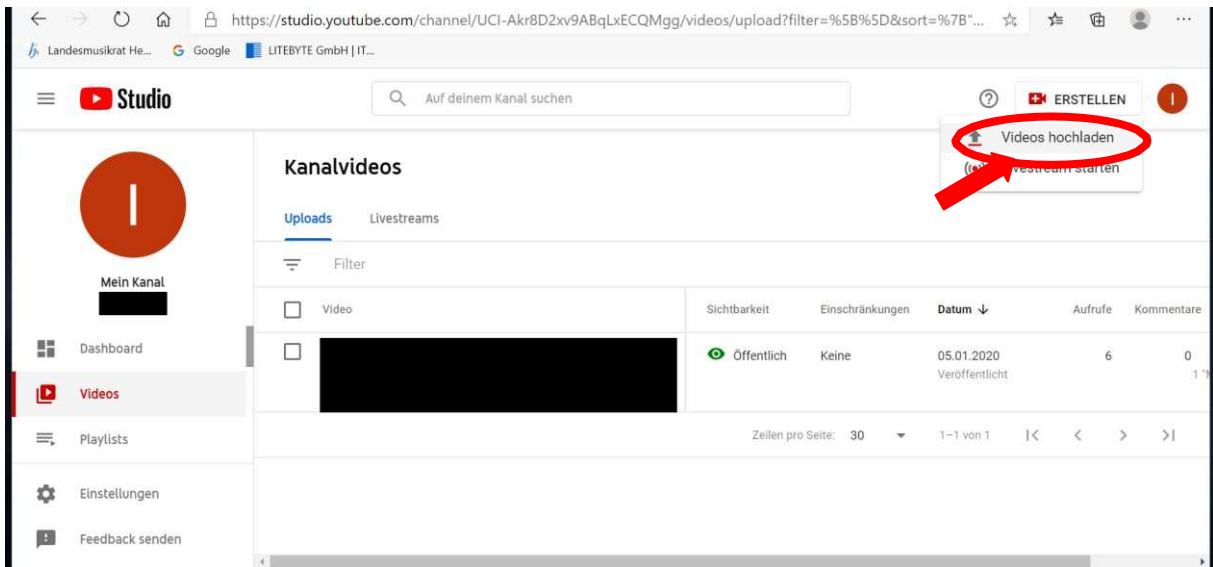 https://studio.youtube.com/channel/UCI-Akr8D2xv9ABqLxECQMgg/videos/upload?filter=%5B%5D&sort=%7B"...
Landesmusikrat He... Google LITEBYTE GmbH | IT...
Studio Auf deinem Kanal suchen ERSTELLEN I
Videos hochladen
starten
Kanalvideos
I
Uploads Livestreams
Filter
Mein Kanal
Video Sichtbarkeit Einschränkungen Datum Aufrufe Kommentare
Dashboard
Öffentlich Keine 05.01.2020 6 0
Veröffentlicht 1
Videos
Playlists
Zeilen pro Seite: 30 1–1 von 1
Einstellungen
Feedback senden